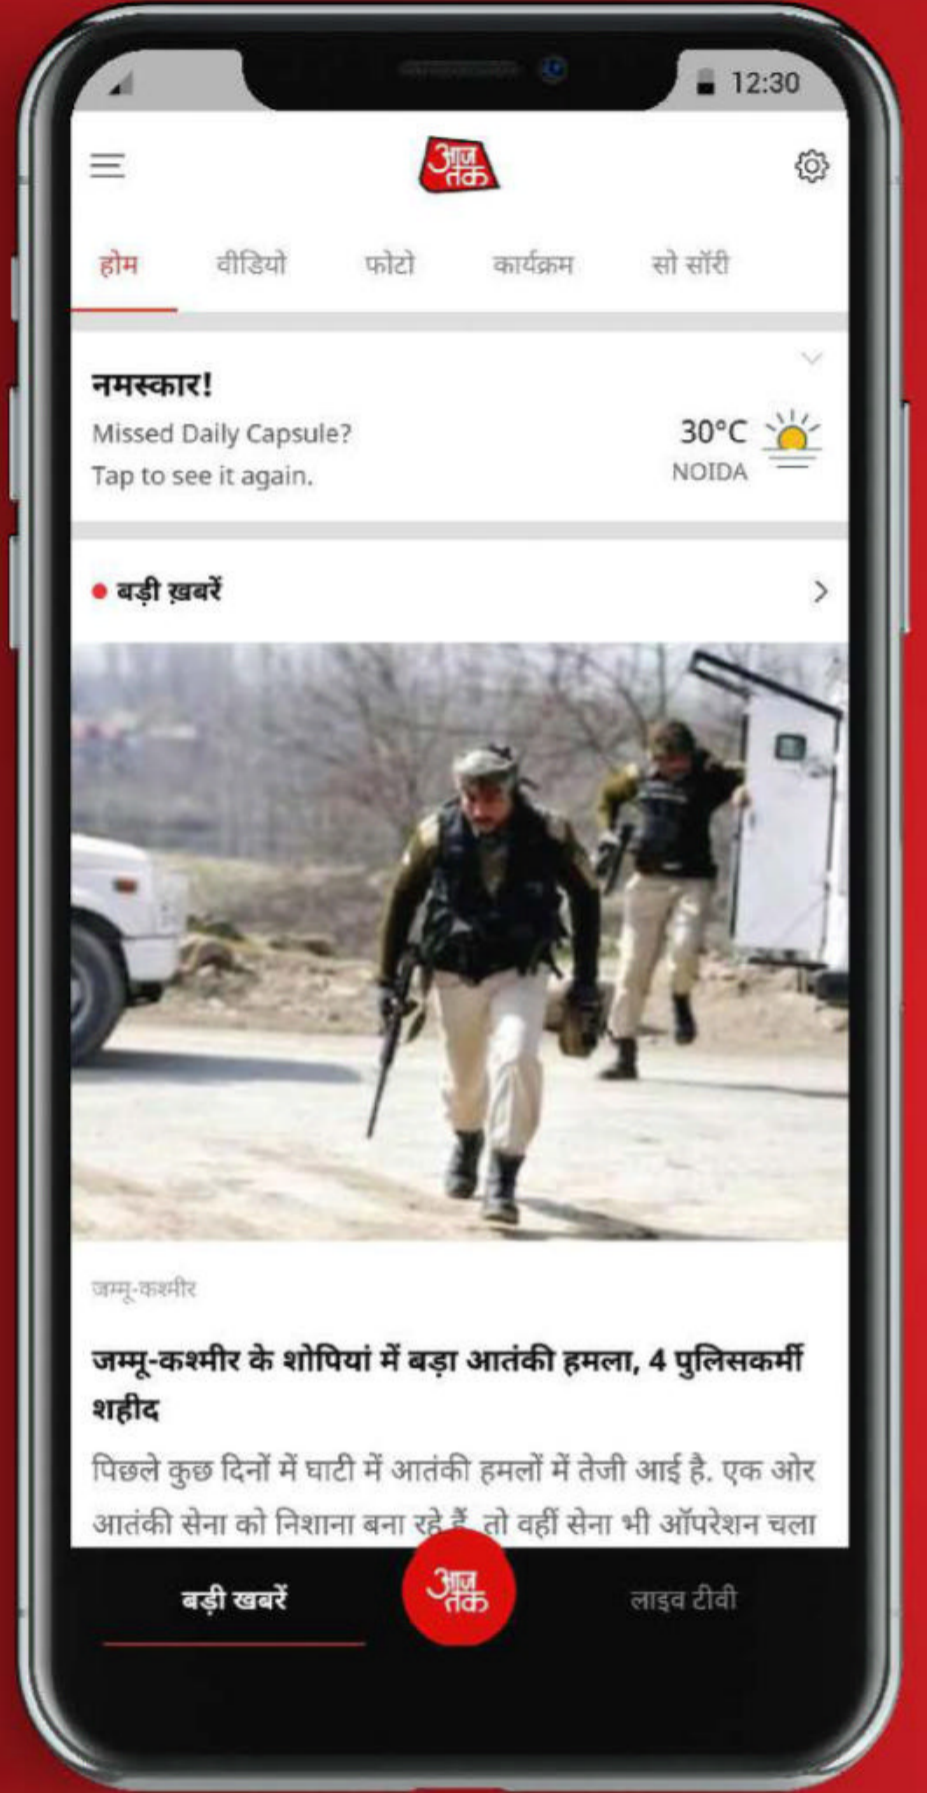 12:30
आज
तक
होम वीडियो फोटो कार्यक्रम सो सॉरी
नमस्कार!
Missed Daily Capsule?
Tap to see it again.
30°C
NOIDA
बड़ी ख़बरें
जम्मू-कश्मीर
जम्मू-कश्मीर के शोपियां में बड़ा आतंकी हमला, 4 पुलिसकर्मी
शहीद
पिछले कुछ दिनों में घाटी में आतंकी हमलों में तेजी आई है. एक ओर
आतंकी सेना को निशाना बना रहे हैं, तो वहीं सेना भी ऑपरेशन चला
बड़ी खबरें
आज
तक
लाइव टीवी